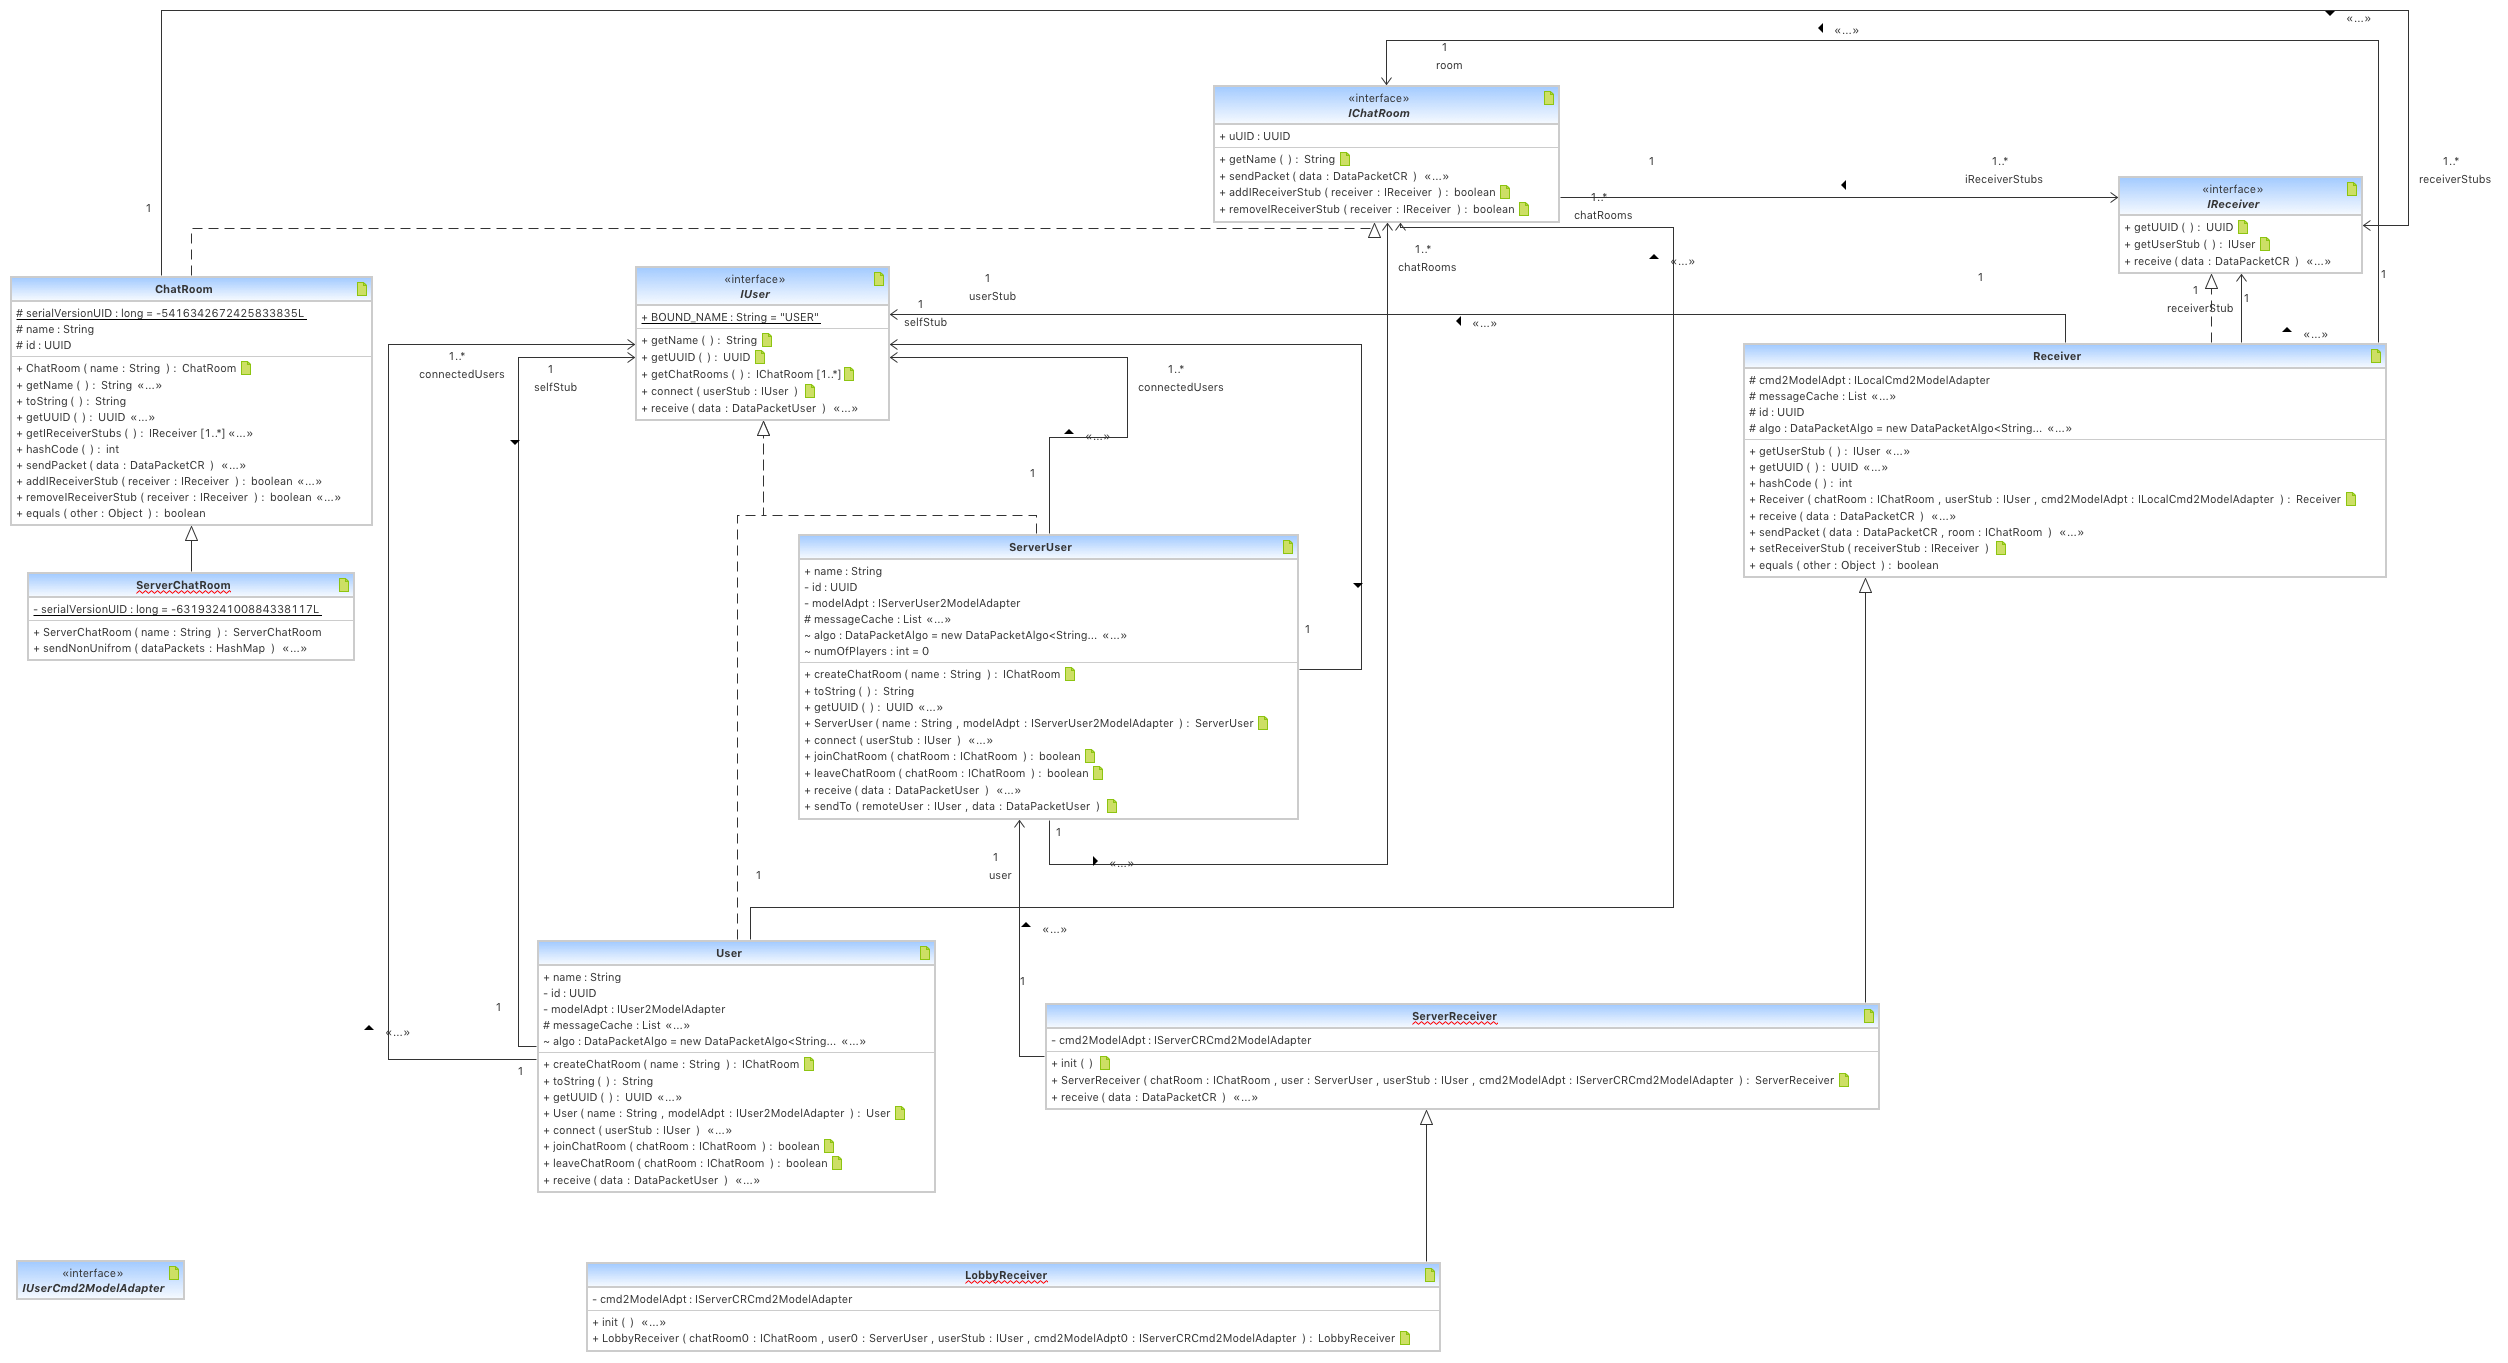 «...»
«...»
1
room
«interface»
IChatRoom
+ uUID : UUID
+ getName ( ) : String
+ sendPacket ( data : DataPacketCR ) «...»
+ addIReceiverStub ( receiver : IReceiver ) : boolean
+ removeIReceiverStub ( receiver : IReceiver ) : boolean
1
1..*
iReceiverStubs
1..*
receiverStubs
1..*
chatRooms
«interface»
IReceiver
+ getUUID ( ) : UUID
+ getUserStub ( ) : IUser
+ receive ( data : DataPacketCR ) «...»
1
1..*
chatRooms
«...»
ChatRoom
# serialVersionUID : long = -5416342672425833835L
# name : String
# id : UUID
+ ChatRoom ( name : String ) : ChatRoom
+ getName ( ) : String «...»
+ toString ( ) : String
+ getUUID ( ) : UUID «...»
+ getIReceiverStubs ( ) : IReceiver [1..*] «...»
+ hashCode ( ) : int
+ sendPacket ( data : DataPacketCR ) «...»
+ addIReceiverStub ( receiver : IReceiver ) : boolean «...»
+ removeIReceiverStub ( receiver : IReceiver ) : boolean «...»
+ equals ( other : Object ) : boolean
«interface»
IUser
+ BOUND_NAME : String = "USER"
+ getName ( ) : String
+ getUUID ( ) : UUID
+ getChatRooms ( ) : IChatRoom [1..*]
+ connect ( userStub : IUser )
+ receive ( data : DataPacketUser ) «...»
1
userStub
1
selfStub
«...»
1
1
receiverStub
1
1
«...»
1..*
connectedUsers
1
selfStub
1..*
connectedUsers
«...»
1
Receiver
# cmd2ModelAdpt : ILocalCmd2ModelAdapter
# messageCache : List «...»
# id : UUID
# algo : DataPacketAlgo = new DataPacketAlgo<String... «...»
+ getUserStub ( ) : IUser «...»
+ getUUID ( ) : UUID «...»
+ hashCode ( ) : int
+ Receiver ( chatRoom : IChatRoom , userStub : IUser , cmd2ModelAdpt : ILocalCmd2ModelAdapter ) : Receiver
+ receive ( data : DataPacketCR ) «...»
+ sendPacket ( data : DataPacketCR , room : IChatRoom ) «...»
+ setReceiverStub ( receiverStub : IReceiver )
+ equals ( other : Object ) : boolean
ServerChatRoom
- serialVersionUID : long = -6319324100884338117L
+ ServerChatRoom ( name : String ) : ServerChatRoom
+ sendNonUnifrom ( dataPackets : HashMap ) «...»
ServerUser
+ name : String
- id : UUID
- modelAdpt : IServerUser2ModelAdapter
# messageCache : List «...»
~ algo : DataPacketAlgo = new DataPacketAlgo<String... «...»
~ numOfPlayers : int = 0
+ createChatRoom ( name : String ) : IChatRoom
+ toString ( ) : String
+ getUUID ( ) : UUID «...»
+ ServerUser ( name : String , modelAdpt : IServerUser2ModelAdapter ) : ServerUser
+ connect ( userStub : IUser ) «...»
+ joinChatRoom ( chatRoom : IChatRoom ) : boolean
+ leaveChatRoom ( chatRoom : IChatRoom ) : boolean
+ receive ( data : DataPacketUser ) «...»
+ sendTo ( remoteUser : IUser , data : DataPacketUser )
1
1
«...»
1
user
1
«...»
1
1
«...»
1
User
+ name : String
- id : UUID
- modelAdpt : IUser2ModelAdapter
# messageCache : List «...»
~ algo : DataPacketAlgo = new DataPacketAlgo<String... «...»
+ createChatRoom ( name : String ) : IChatRoom
+ toString ( ) : String
+ getUUID ( ) : UUID «...»
+ User ( name : String , modelAdpt : IUser2ModelAdapter ) : User
+ connect ( userStub : IUser ) «...»
+ joinChatRoom ( chatRoom : IChatRoom ) : boolean
+ leaveChatRoom ( chatRoom : IChatRoom ) : boolean
+ receive ( data : DataPacketUser ) «...»
ServerReceiver
- cmd2ModelAdpt : IServerCRCmd2ModelAdapter
+ init ( )
+ ServerReceiver ( chatRoom : IChatRoom , user : ServerUser , userStub : IUser , cmd2ModelAdpt : IServerCRCmd2ModelAdapter ) : ServerReceiver
+ receive ( data : DataPacketCR ) «...»
«interface»
IUserCmd2ModelAdapter
LobbyReceiver
- cmd2ModelAdpt : IServerCRCmd2ModelAdapter
+ init ( ) «...»
+ LobbyReceiver ( chatRoom0 : IChatRoom , user0 : ServerUser , userStub : IUser , cmd2ModelAdpt0 : IServerCRCmd2ModelAdapter ) : LobbyReceiver